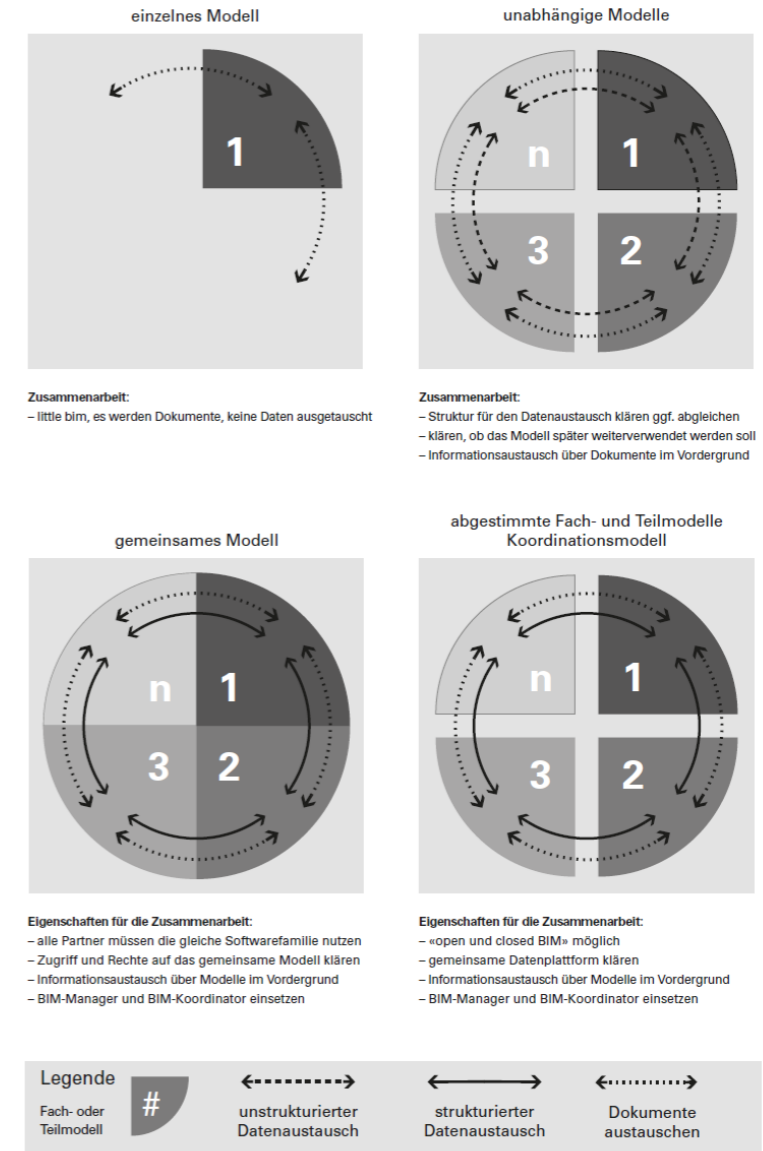 einzelnes Modell
1
Zusammenarbeit:
– little bim, es werden Dokumente, keine Daten ausgetauscht
unabhängige Modelle
n 1
3 2
Zusammenarbeit:
– Struktur für den Datenaustausch klären ggf. abgleichen
– klären, ob das Modell später weiterverwendet werden soll
– Informationsaustausch über Dokumente im Vordergrund
gemeinsames Modell
n 1
3 2
Eigenschaften für die Zusammenarbeit:
– alle Partner müssen die gleiche Softwarefamilie nutzen
– Zugriff und Rechte auf das gemeinsame Modell klären
– Informationsaustausch über Modelle im Vordergrund
– BIM-Manager und BIM-Koordinator einsetzen
abgestimmte Fach- und Teilmodelle
Koordinationsmodell
n 1
3 2
Eigenschaften für die Zusammenarbeit:
– «open und closed BIM» möglich
– gemeinsame Datenplattform klären
– Informationsaustausch über Modelle im Vordergrund
– BIM-Manager und BIM-Koordinator einsetzen
Legende
Fach- oder
Teilmodell
#
unstrukturierter
Datenaustausch
strukturierter
Datenaustausch
Dokumente
austauschen